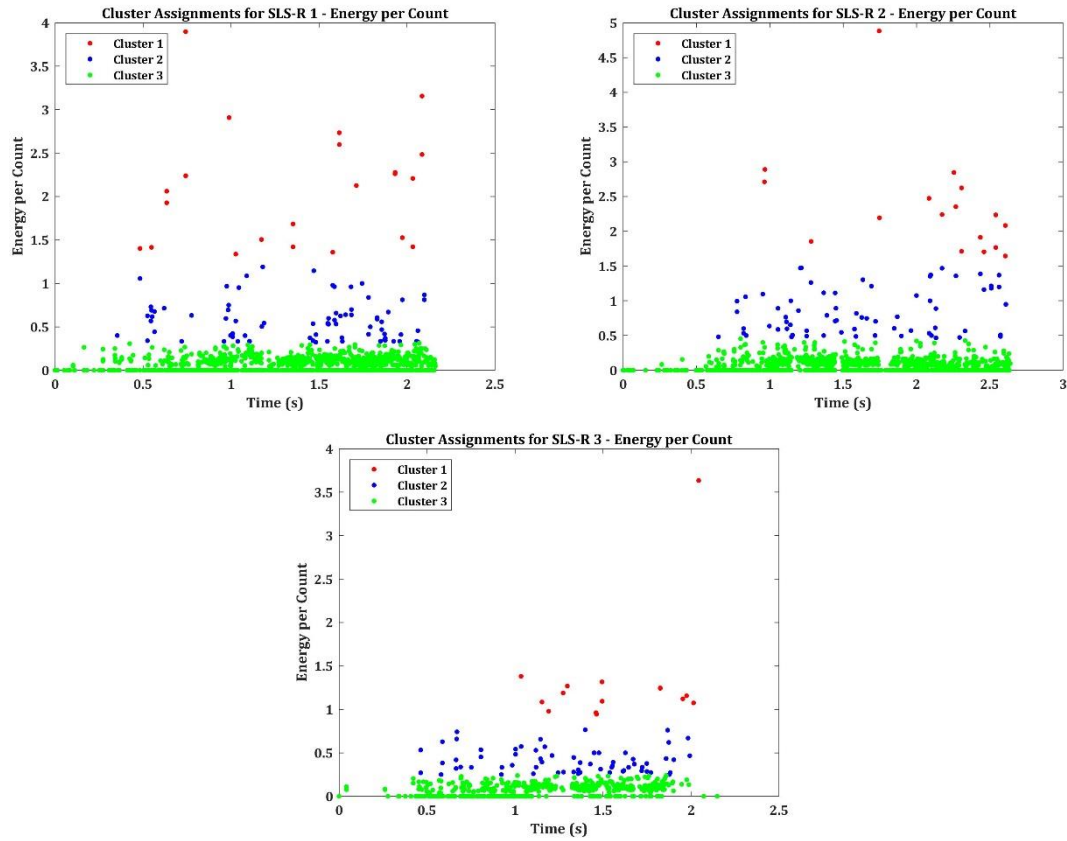 Cluster Assignments for SLS-R 1 - Energy per Count
4
3.5
3
2.5
2
1.5
1
0.5
0
Energy per Count
Cluster 1
Cluster 2
Cluster 3
0
0.5
1
1.5
2
2.5
Time (s)
Cluster Assignments for SLS-R 2 - Energy per Count
5
4.5
4
3.5
3
2.5
2
1.5
1
0.5
0
Energy per Count
Cluster 1
Cluster 2
Cluster 3
0
0.5
1
1.5
2
2.5
3
Time (s)
Cluster Assignments for SLS-R 3 - Energy per Count
4
3.5
3
2.5
2
1.5
1
0.5
0
Energy per Count
Cluster 1
Cluster 2
Cluster 3
0
0.5
1
1.5
2
2.5
Time (s)